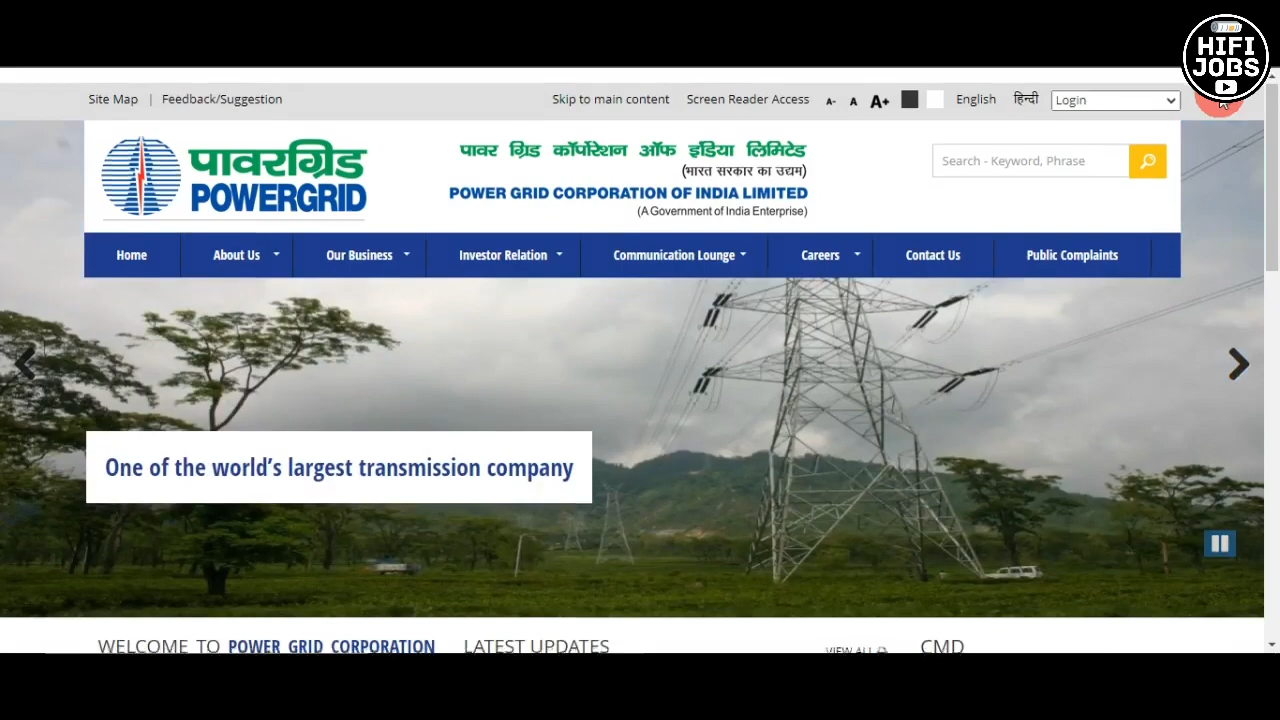 HIFI
JOBS
Site Map | Feedback/Suggestion
Skip to main content
Screen Reader Access
A-
A
A+
English
हिन्दी
Login
पावरग्रिड
POWERGRID
पावर ग्रिड कॉर्पोरेशन ऑफ इंडिया लिमिटेड
(भारत सरकार का उद्यम)
POWER GRID CORPORATION OF INDIA LIMITED
(A Government of India Enterprise)
Search - Keyword, Phrase
Home
About Us
Our Business
Investor Relation
Communication Lounge
Careers
Contact Us
Public Complaints
One of the world's largest transmission company
WELCOME TO POWER GRID CORPORATION
LATEST UPDATES
VIEW ALL
CMD